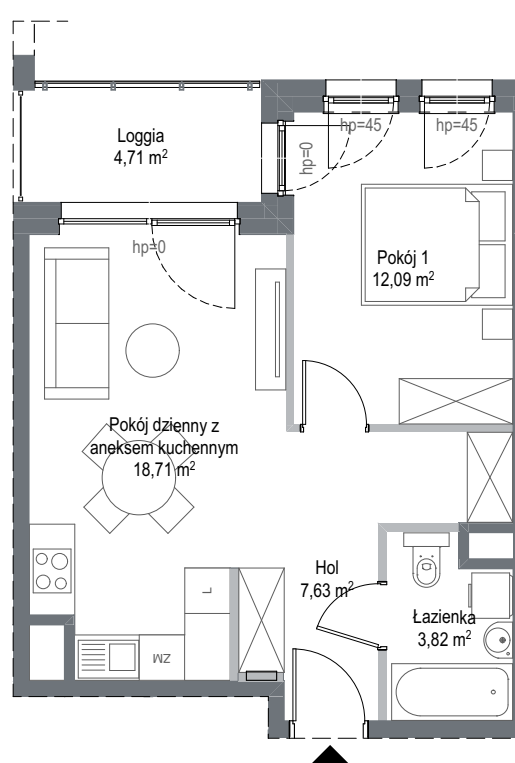 Loggia
4,71 m²
hp=45
hp=45
hp=0
hp=0
Pokój 1
12,09 m²
Pokój dzienny z
aneksem kuchennym
18,71 m²
Hol
7,63 m²
L
Łazienka
3,82 m²
ZM